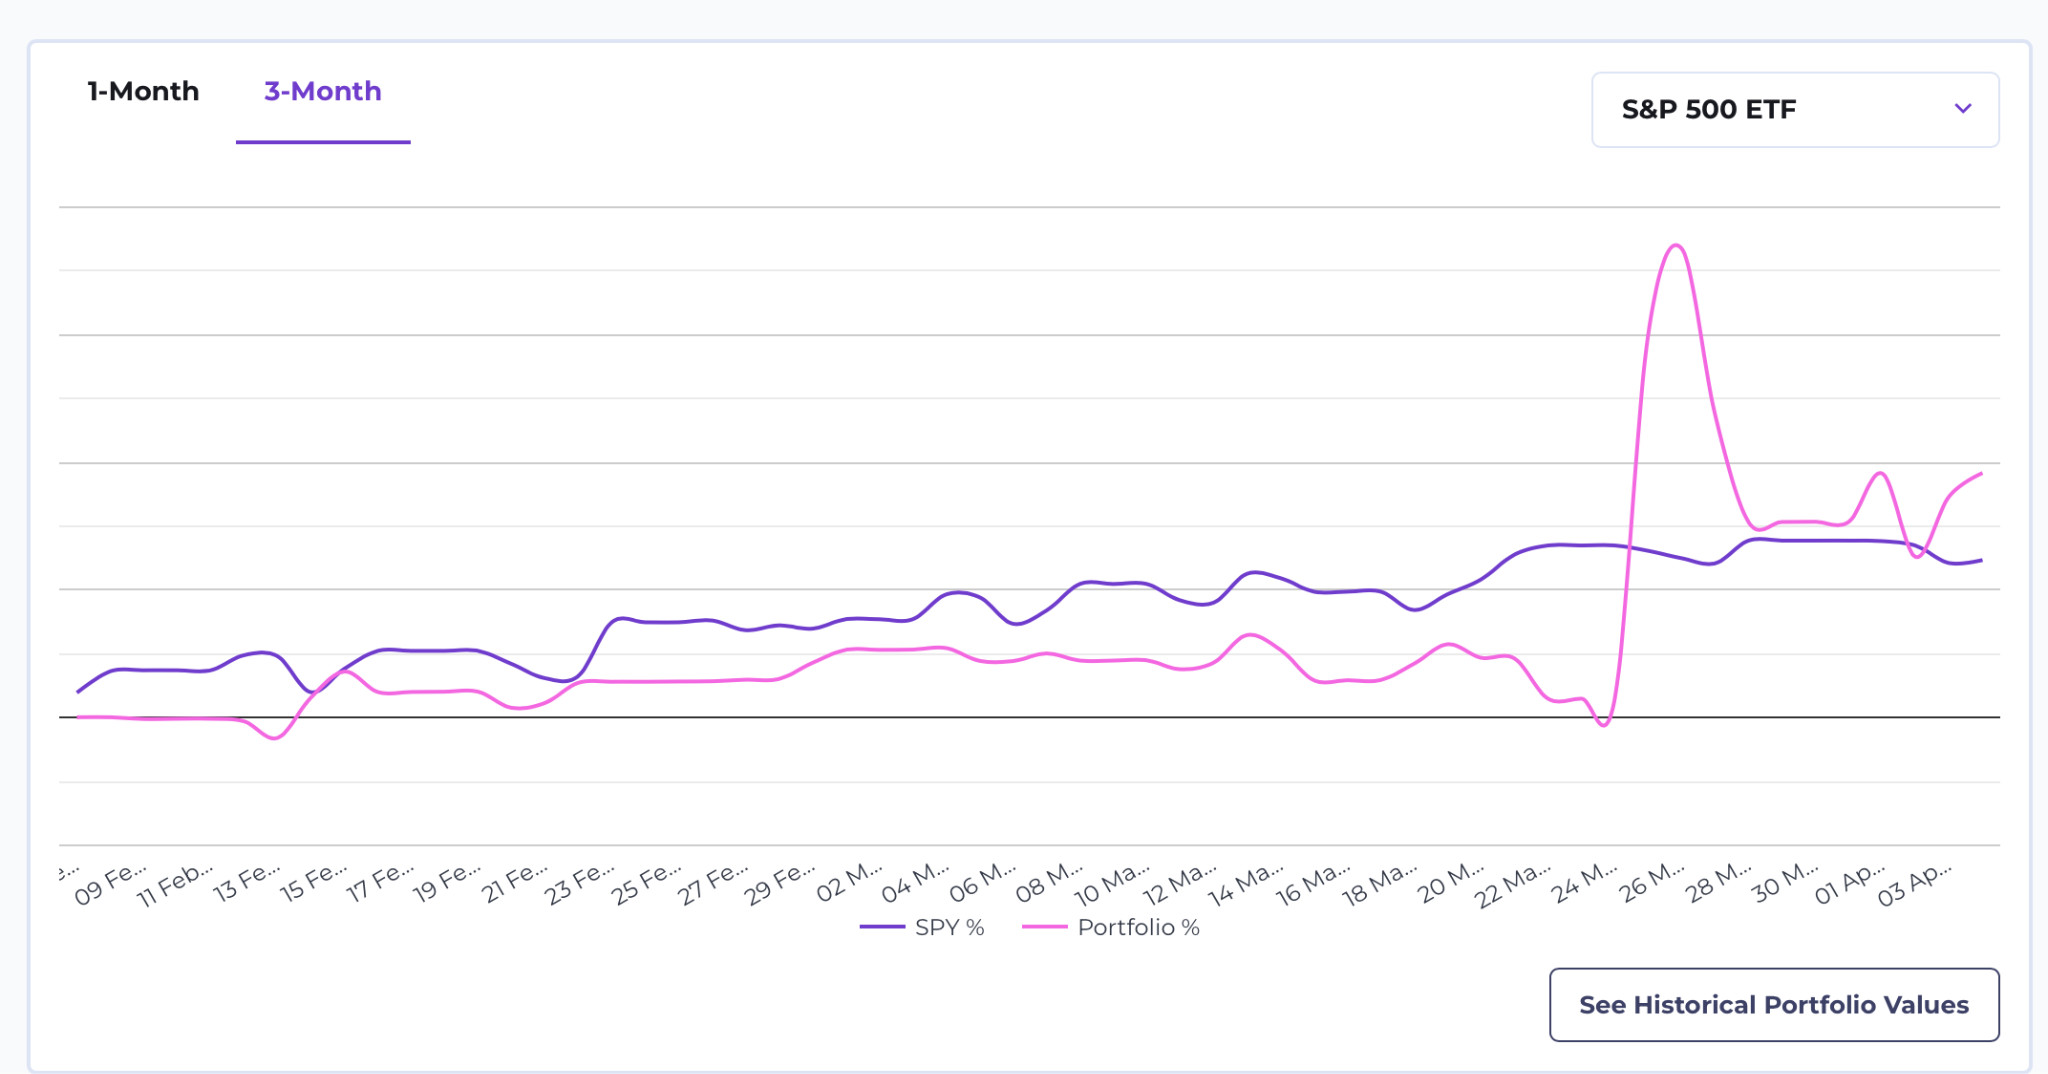 1-Month 3-Month
S&P 500 ETF
e...
09 Fe...
11 Feb...
13 Fe...
15 Fe...
17 Fe...
19 Fe...
21 Fe...
23 Fe...
25 Fe...
27 Fe...
29 Fe...
02 M...
04 M...
06 M...
08 M...
10 Ma...
12 Ma...
14 Ma...
16 Ma...
18 Ma...
20 M...
22 Ma...
24 M...
26 M...
28 M...
30 M...
01 Ap...
03 Ap...
SPY % Portfolio %
See Historical Portfolio Values